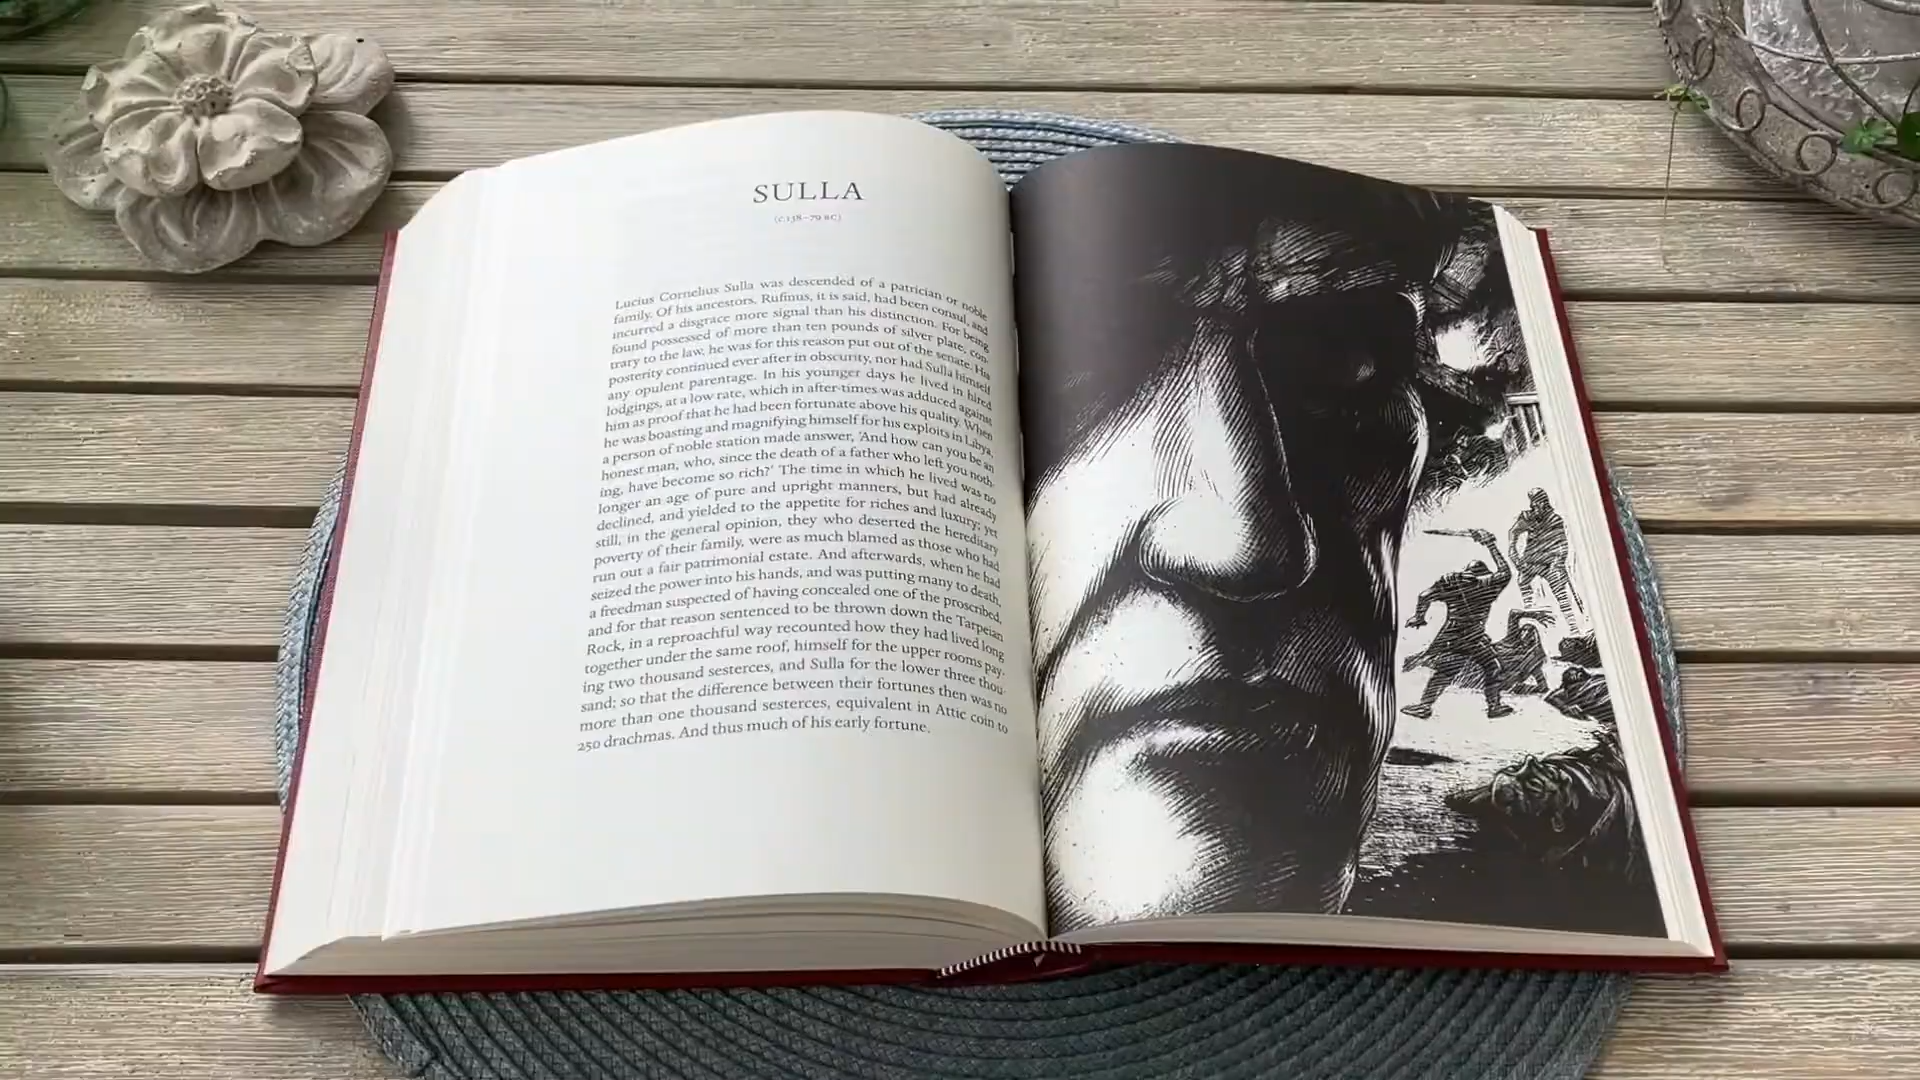 SULLA
(c.138–79 BC)
Lucius Cornelius Sulla was descended of a patrician or noble
family. Of his ancestors, Rufinus, it is said, had been consul, and
incurred a disgrace more signal than his distinction. For being
found possessed of more than ten pounds of silver plate, con-
trary to the law, he was for this reason put out of the senate. His
posterity continued ever after in obscurity, nor had Sulla himself
any opulent parentage. In his younger days he lived in hired
lodgings, at a low rate, which in after-times was adduced against
him as proof that he had been fortunate above his quality. When
he was boasting and magnifying himself for his exploits in Libya,
a person of noble station made answer, ‘And how can you be an
honest man, who, since the death of a father who left you noth-
ing, have become so rich?’ The time in which he lived was no
longer an age of pure and upright manners, but had already
declined, and yielded to the appetite for riches and luxury; yet
still, in the general opinion, they who deserted the hereditary
poverty of their family, were as much blamed as those who had
run out a fair patrimonial estate. And afterwards, when he had
seized the power into his hands, and was putting many to death,
a freedman suspected of having concealed one of the proscribed,
and for that reason sentenced to be thrown down the Tarpeian
Rock, in a reproachful way recounted how they had lived long
together under the same roof, himself for the upper rooms pay-
ing two thousand sesterces, and Sulla for the lower three thou-
sand; so that the difference between their fortunes then was no
more than one thousand sesterces, equivalent in Attic coin to
250 drachmas. And thus much of his early fortune.